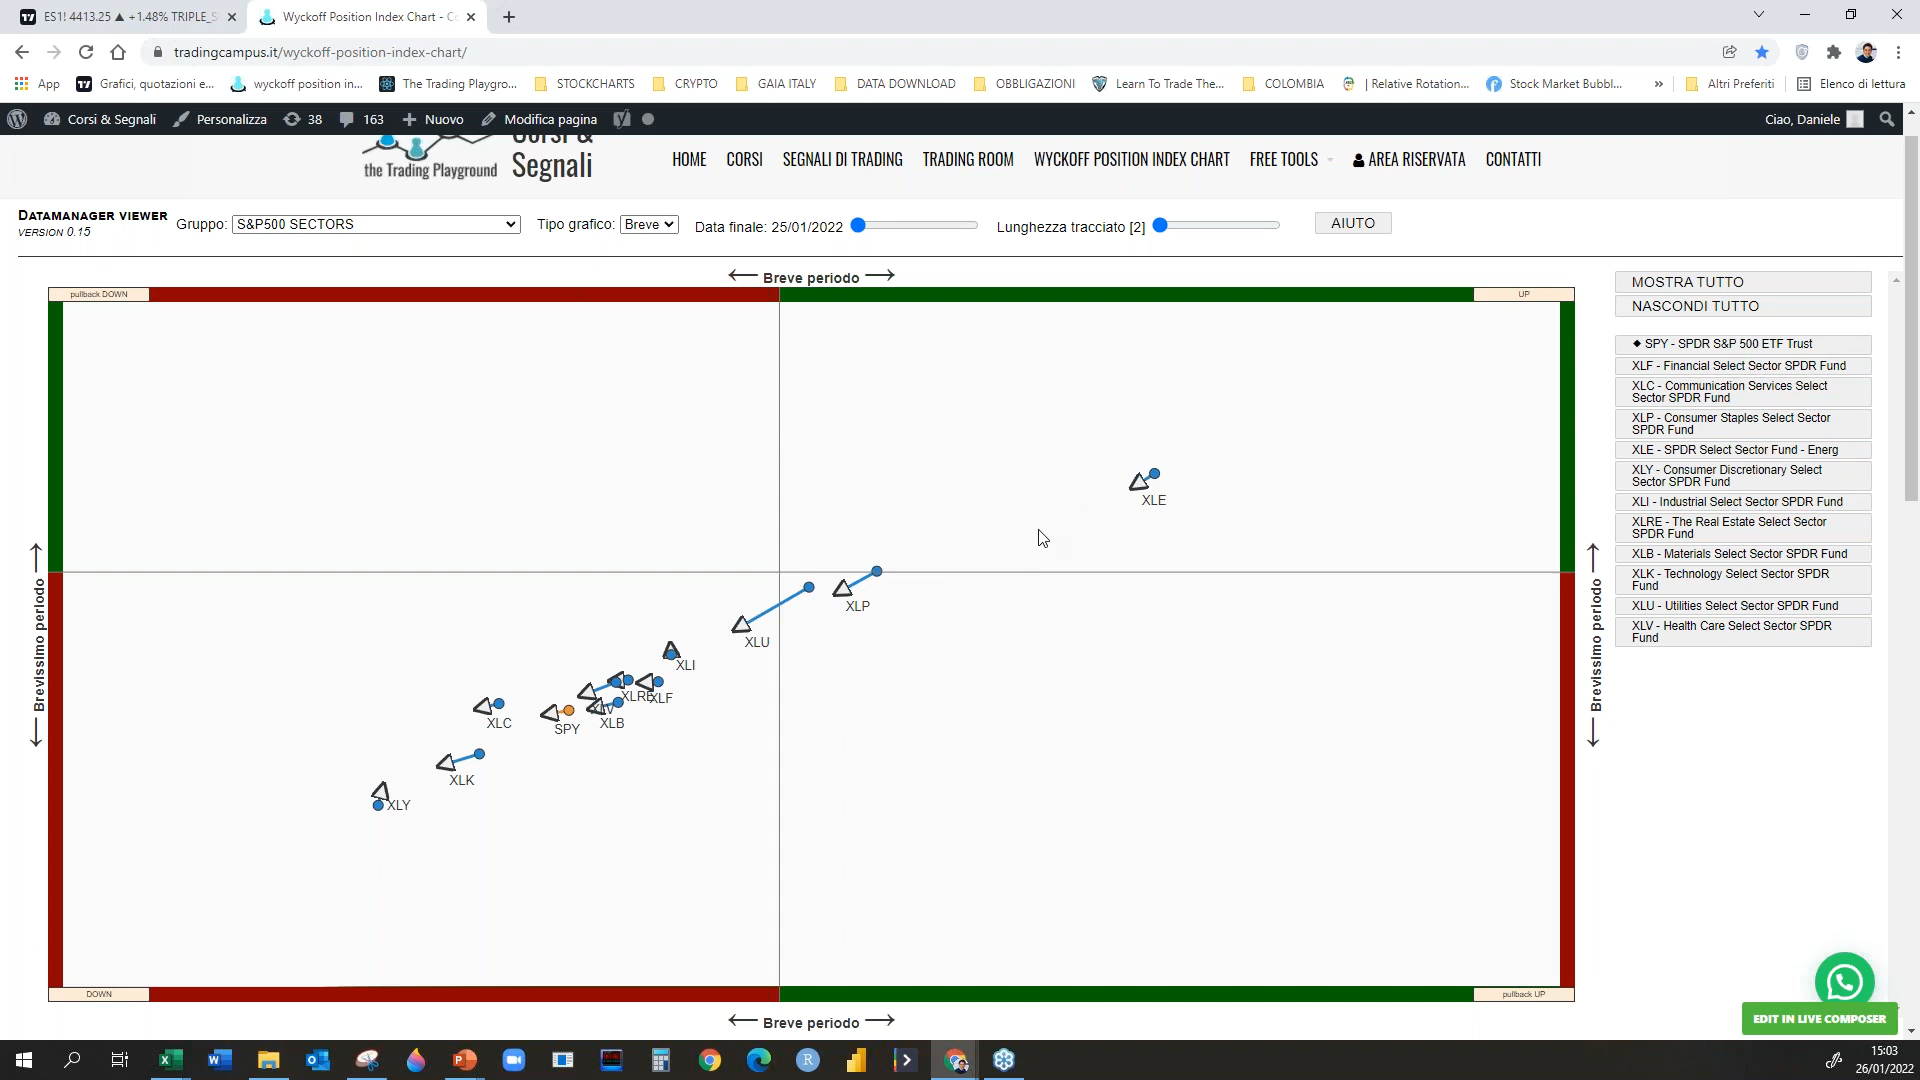 ES1! 4413.25 ▲ +1.48% TRIPLE_S
Wyckoff Position Index Chart - Co
tradingcampus.it/wyckoff-position-index-chart/
App
Grafici, quotazioni e...
wyckoff position in...
The Trading Playgro...
STOCKCHARTS
CRYPTO
GAIA ITALY
DATA DOWNLOAD
OBBLIGAZIONI
Learn To Trade The...
COLOMBIA
| Relative Rotation...
Stock Market Bubbl...
»
Altri Preferiti
Elenco di lettura
Corsi & Segnali
Personalizza
38
163
Nuovo
Modifica pagina
Ciao, Daniele
the Trading Playground
Corsi &
Segnali
HOME
CORSI
SEGNALI DI TRADING
TRADING ROOM
WYCKOFF POSITION INDEX CHART
FREE TOOLS
AREA RISERVATA
CONTATTI
DATAMANAGER VIEWER
VERSION 0.15
Gruppo: S&P500 SECTORS
Tipo grafico: Breve
Data finale: 25/01/2022
Lunghezza tracciato [2]
AIUTO
Breve periodo
pullback DOWN
UP
Brevissimo periodo
XLE
XLP
XLU
XLI
XLRE
XLF
XLV
XLB
XLC
SPY
XLK
XLY
Brevissimo periodo
DOWN
pullback UP
Breve periodo
MOSTRA TUTTO
NASCONDI TUTTO
◆ SPY - SPDR S&P 500 ETF Trust
XLF - Financial Select Sector SPDR Fund
XLC - Communication Services Select
Sector SPDR Fund
XLP - Consumer Staples Select Sector
SPDR Fund
XLE - SPDR Select Sector Fund - Energ
XLY - Consumer Discretionary Select
Sector SPDR Fund
XLI - Industrial Select Sector SPDR Fund
XLRE - The Real Estate Select Sector
SPDR Fund
XLB - Materials Select Sector SPDR Fund
XLK - Technology Select Sector SPDR
Fund
XLU - Utilities Select Sector SPDR Fund
XLV - Health Care Select Sector SPDR
Fund
EDIT IN LIVE COMPOSER
15:03
26/01/2022